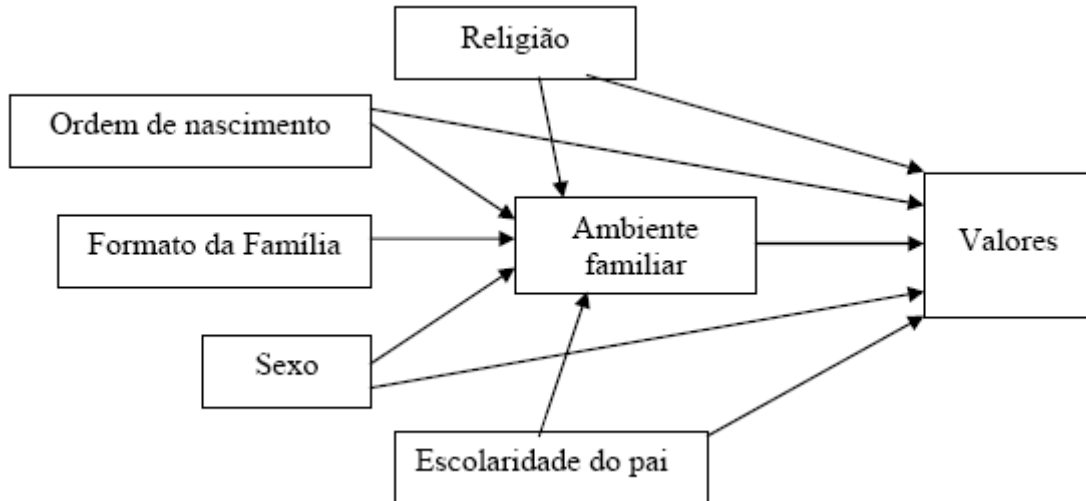 Religião
Ordem de nascimento
Formato da Família
Ambiente
familiar
Valores
Sexo
Escolaridade do pai